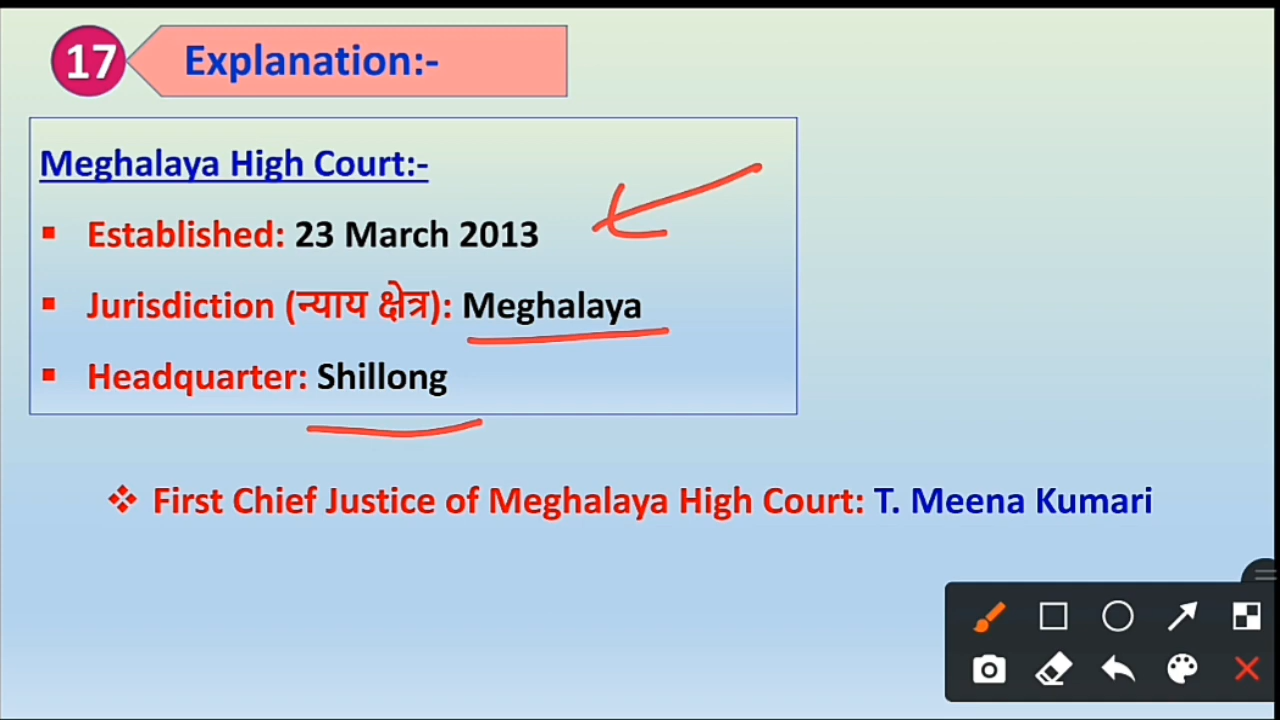 17 Explanation:-
Meghalaya High Court:-
▪ Established: 23 March 2013
▪ Jurisdiction (न्याय क्षेत्र): Meghalaya
▪ Headquarter: Shillong
❖ First Chief Justice of Meghalaya High Court: T. Meena Kumari